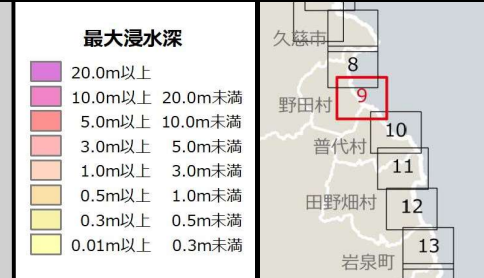 最大浸水深
20.0m以上
10.0m以上 20.0m未満
5.0m以上 10.0m未満
3.0m以上 5.0m未満
1.0m以上 3.0m未満
0.5m以上 1.0m未満
0.3m以上 0.5m未満
0.01m以上 0.3m未満
久慈市
8
9
野田村
10
普代村
11
田野畑村
12
13
岩泉町